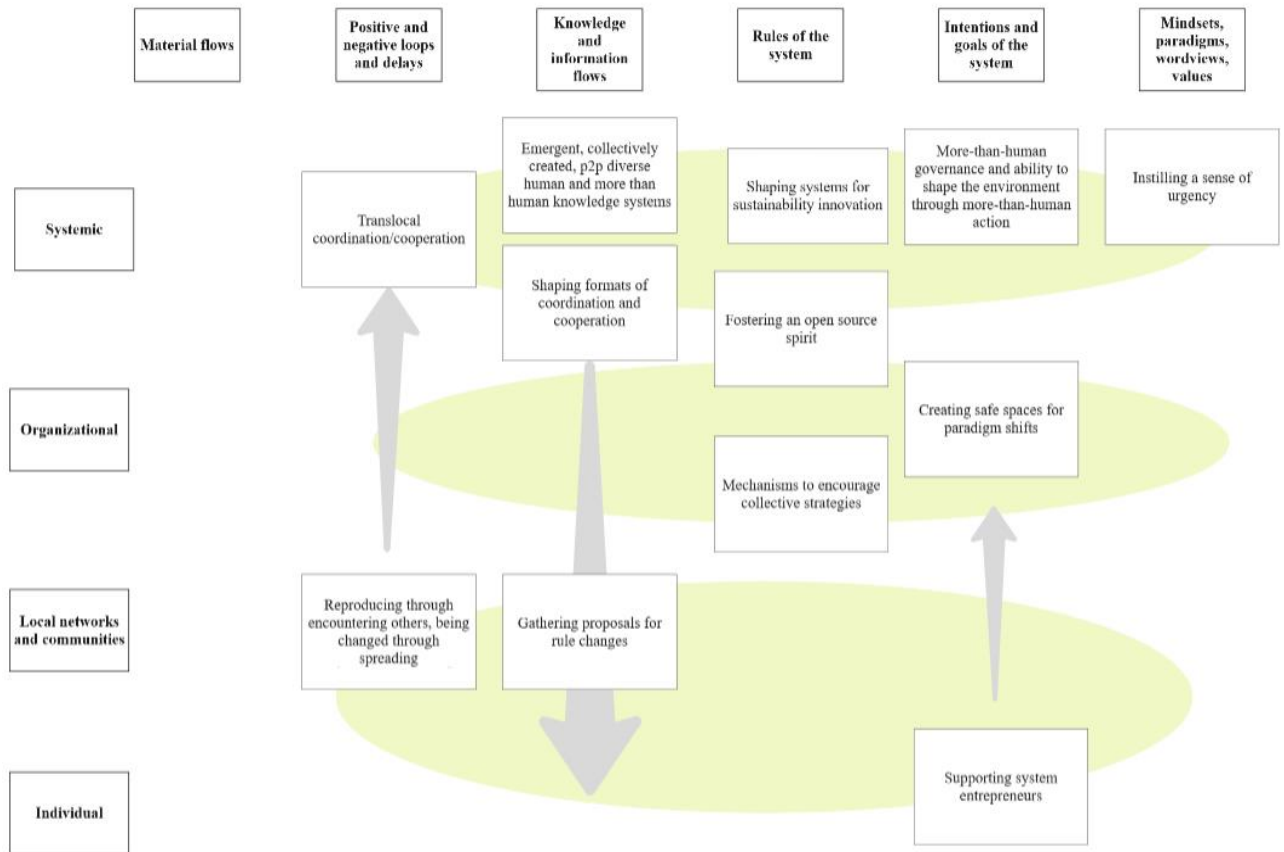 Material flows
Positive and
negative loops
and delays
Knowledge
and
information
flows
Rules of the
system
Intentions and
goals of the
system
Mindsets,
paradigms,
wordviews,
values
Systemic
Translocal
coordination/cooperation
Emergent, collectively
created, p2p diverse
human and more than
human knowledge systems
Shaping systems for
sustainability innovation
More-than-human
governance and ability to
shape the environment
through more-than-human
action
Instilling a sense of
urgency
Shaping formats of
coordination and
cooperation
Fostering an open source
spirit
Organizational
Creating safe spaces for
paradigm shifts
Mechanisms to encourage
collective strategies
Local networks
and communities
Reproducing through
encountering others, being
changed through
spreading
Gathering proposals for
rule changes
Individual
Supporting system
entrepreneurs